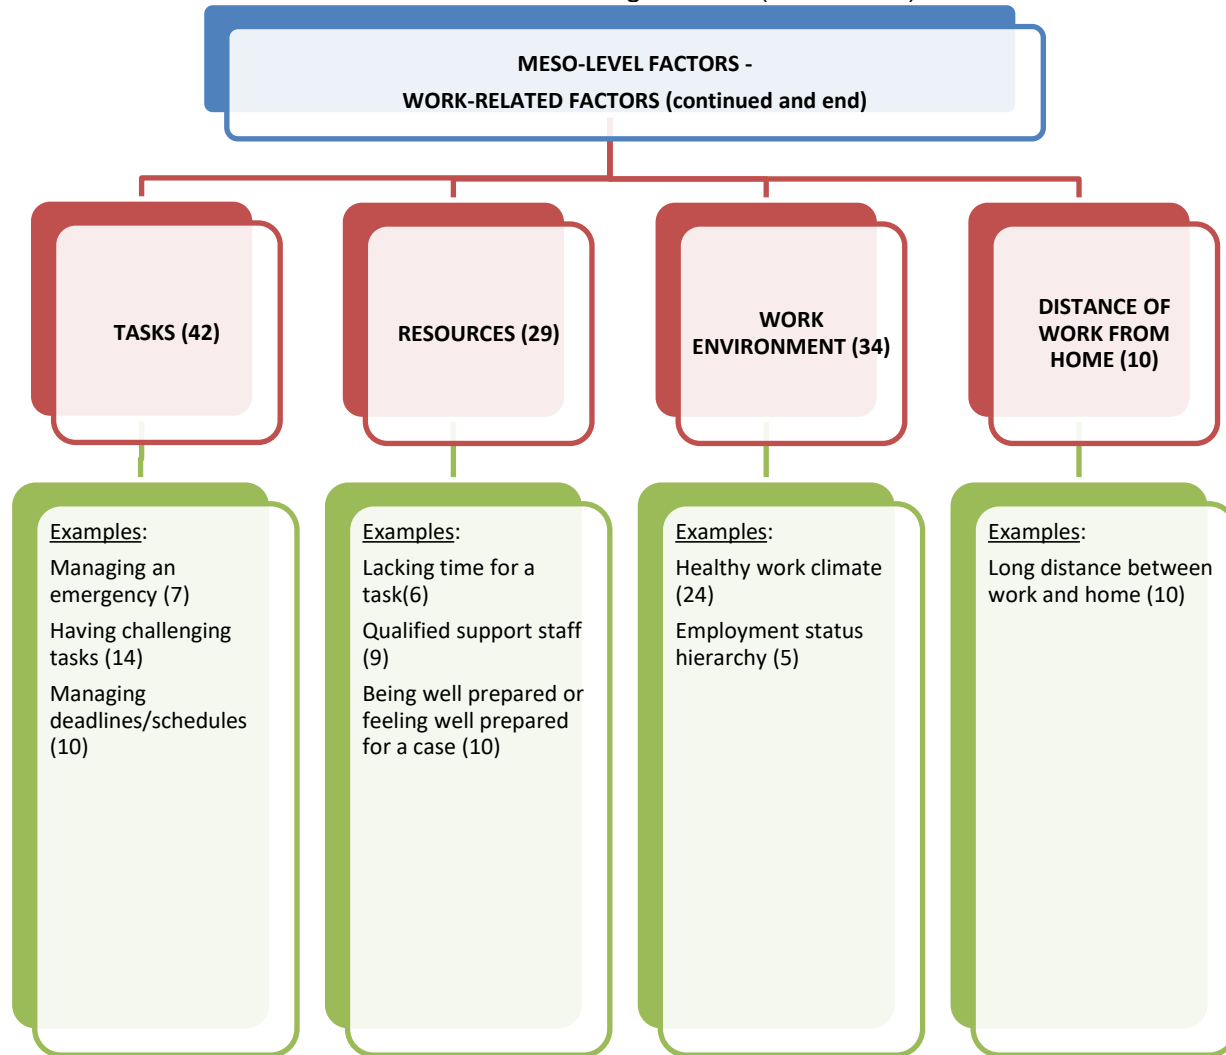 MESO-LEVEL FACTORS -
WORK-RELATED FACTORS (continued and end)
TASKS (42)
RESOURCES (29)
WORK
ENVIRONMENT (34)
DISTANCE OF
WORK FROM
HOME (10)
Examples:
Managing an
emergency (7)
Having challenging
tasks (14)
Managing
deadlines/schedules
(10)
Examples:
Lacking time for a
task(6)
Qualified support staff
(9)
Being well prepared or
feeling well prepared
for a case (10)
Examples:
Healthy work climate
(24)
Employment status
hierarchy (5)
Examples:
Long distance between
work and home (10)